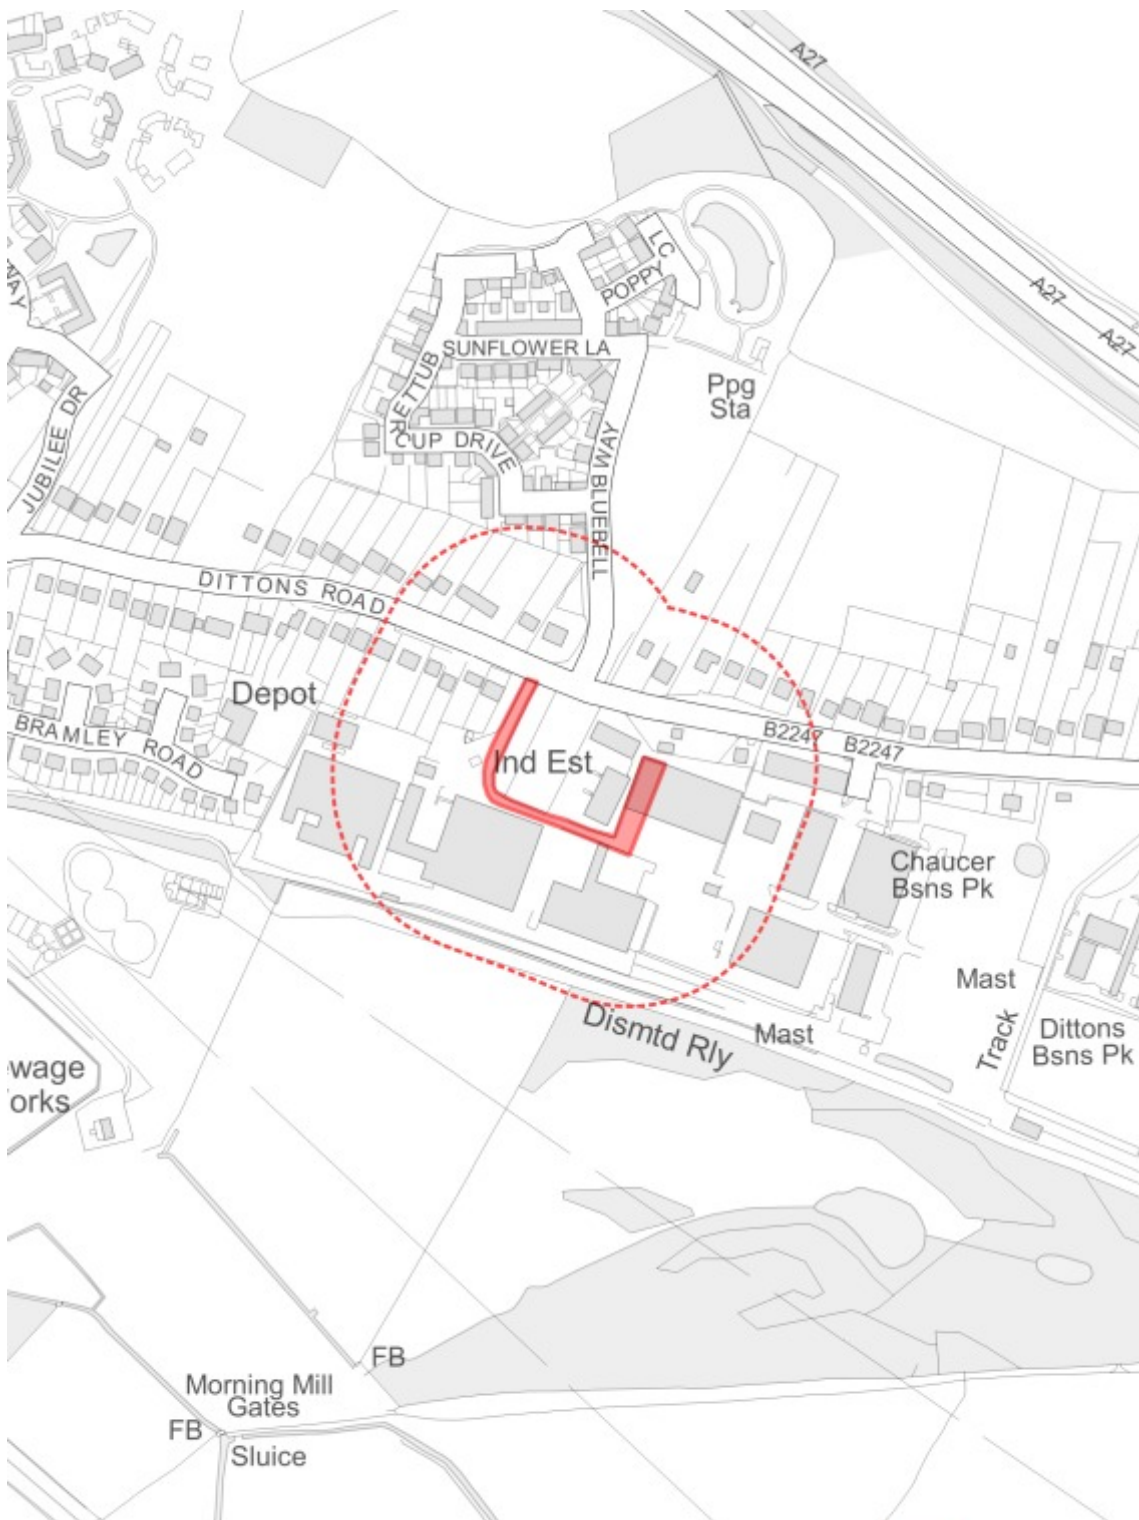 A27
LC
POPPY
A27
WAY
A27
SUNFLOWER LA
RETTUB
Ppg
Sta
JUBILEE DR
CUP DRIVE
BLUEBELL WAY
DITTONS ROAD
Depot
BRAMLEY ROAD
B2247
B2247
Ind Est
Chaucer
Bsns Pk
Mast
Dismtd Rly
Mast
Track
Dittons
Bsns Pk
wage
orks
FB
Morning Mill
Gates
FB
Sluice